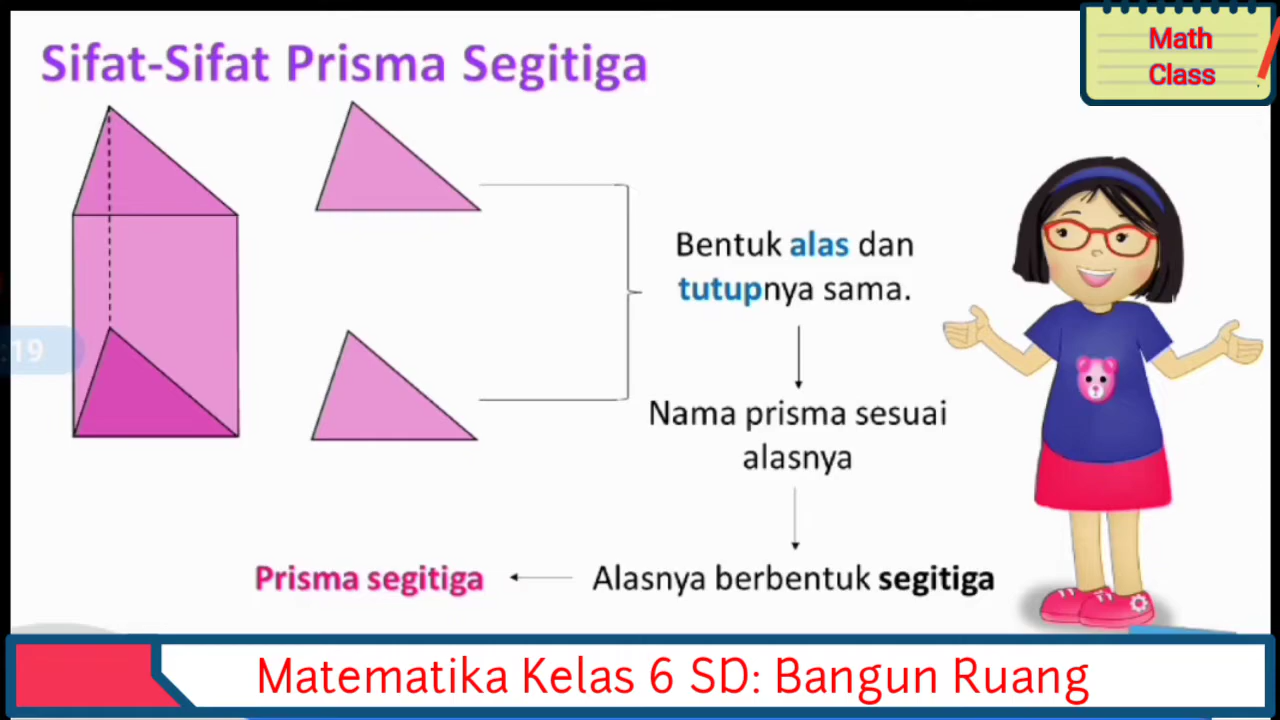 Sifat-Sifat Prisma Segitiga
Math
Class
Bentuk alas dan
tutupnya sama.
:19
Nama prisma sesuai
alasnya
Alasnya berbentuk segitiga
Prisma segitiga
Matematika Kelas 6 SD: Bangun Ruang